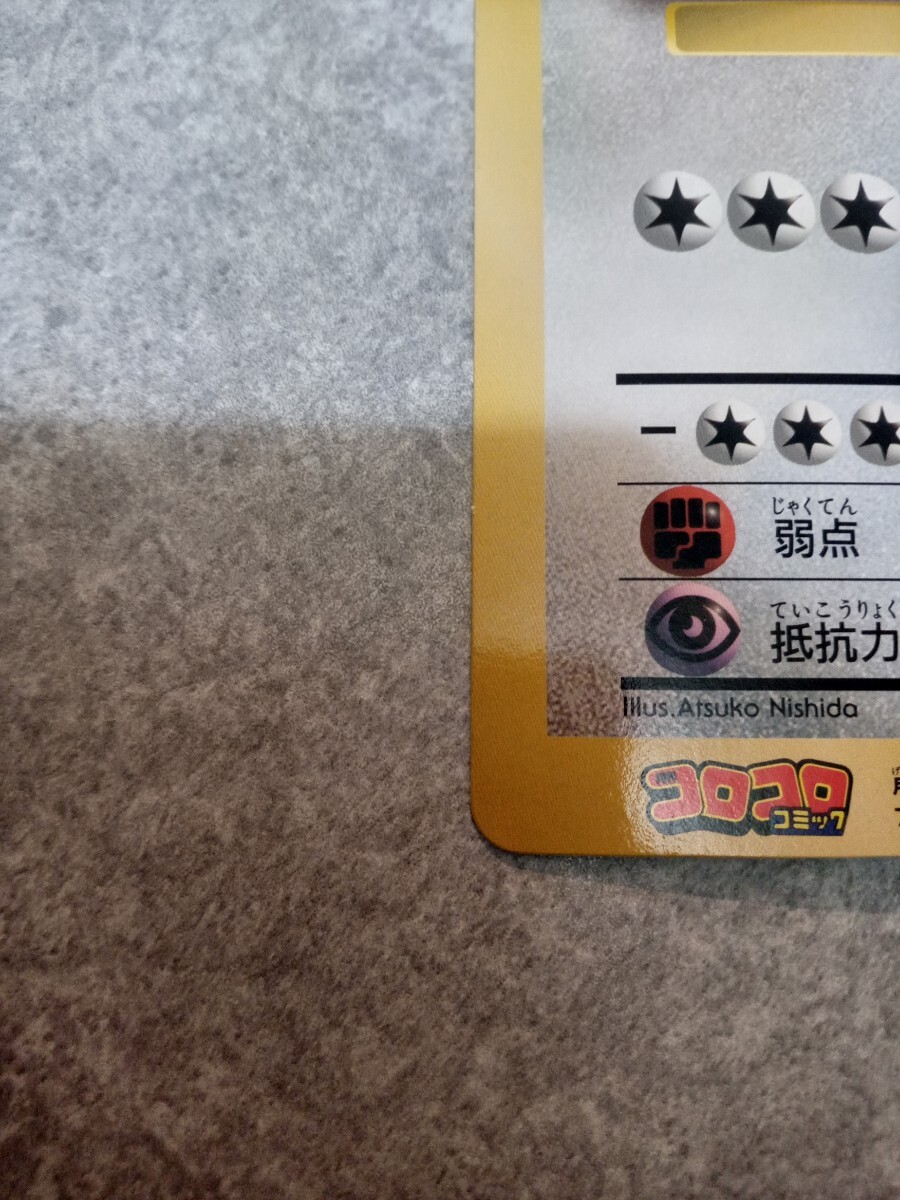 じゃくてん
弱点
ていこうりょく
抵抗力
Illus. Atsuko Nishida
コロコロ
コミック